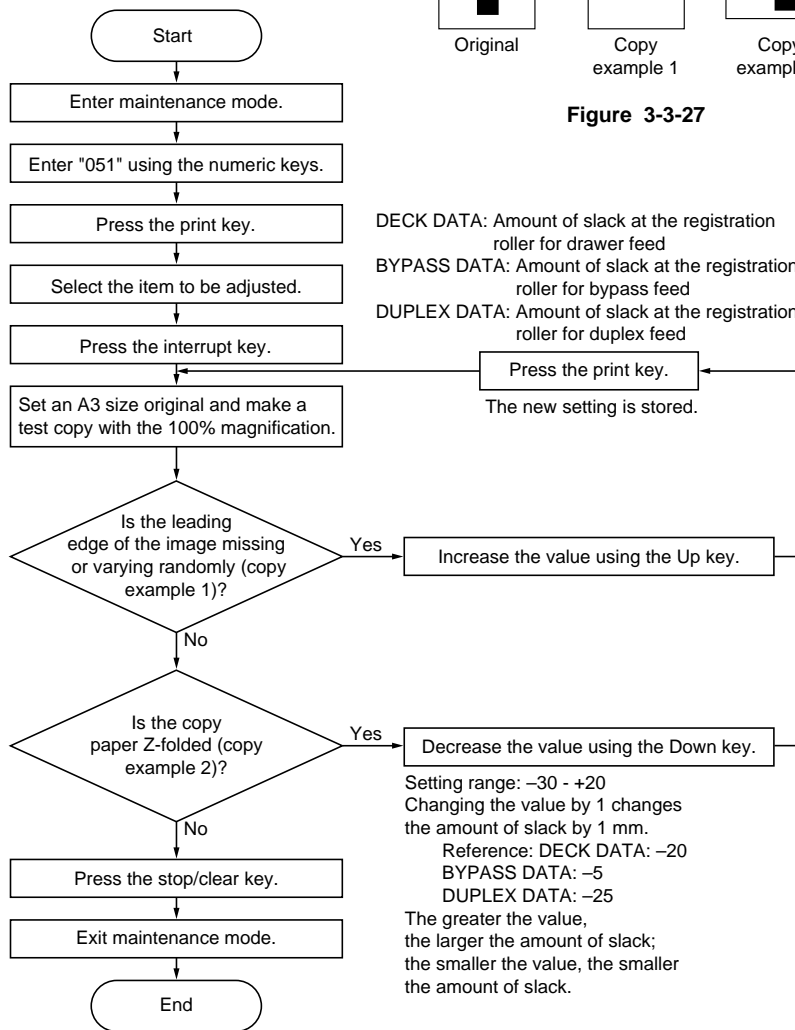 Original
Copy
example 1
Copy
example
Figure 3-3-27
Start
Enter maintenance mode.
Enter "051" using the numeric keys.
Press the print key.
Select the item to be adjusted.
Press the interrupt key.
DECK DATA: Amount of slack at the registration
roller for drawer feed
BYPASS DATA: Amount of slack at the registration
roller for bypass feed
DUPLEX DATA: Amount of slack at the registration
roller for duplex feed
Press the print key.
The new setting is stored.
Set an A3 size original and make a
test copy with the 100% magnification.
Is the leading
edge of the image missing
or varying randomly (copy
example 1)?
Yes
Increase the value using the Up key.
No
Is the copy
paper Z-folded (copy
example 2)?
Yes
Decrease the value using the Down key.
Setting range: –30 - +20
Changing the value by 1 changes
the amount of slack by 1 mm.
Reference: DECK DATA: –20
BYPASS DATA: –5
DUPLEX DATA: –25
The greater the value,
the larger the amount of slack;
the smaller the value, the smaller
the amount of slack.
No
Press the stop/clear key.
Exit maintenance mode.
End